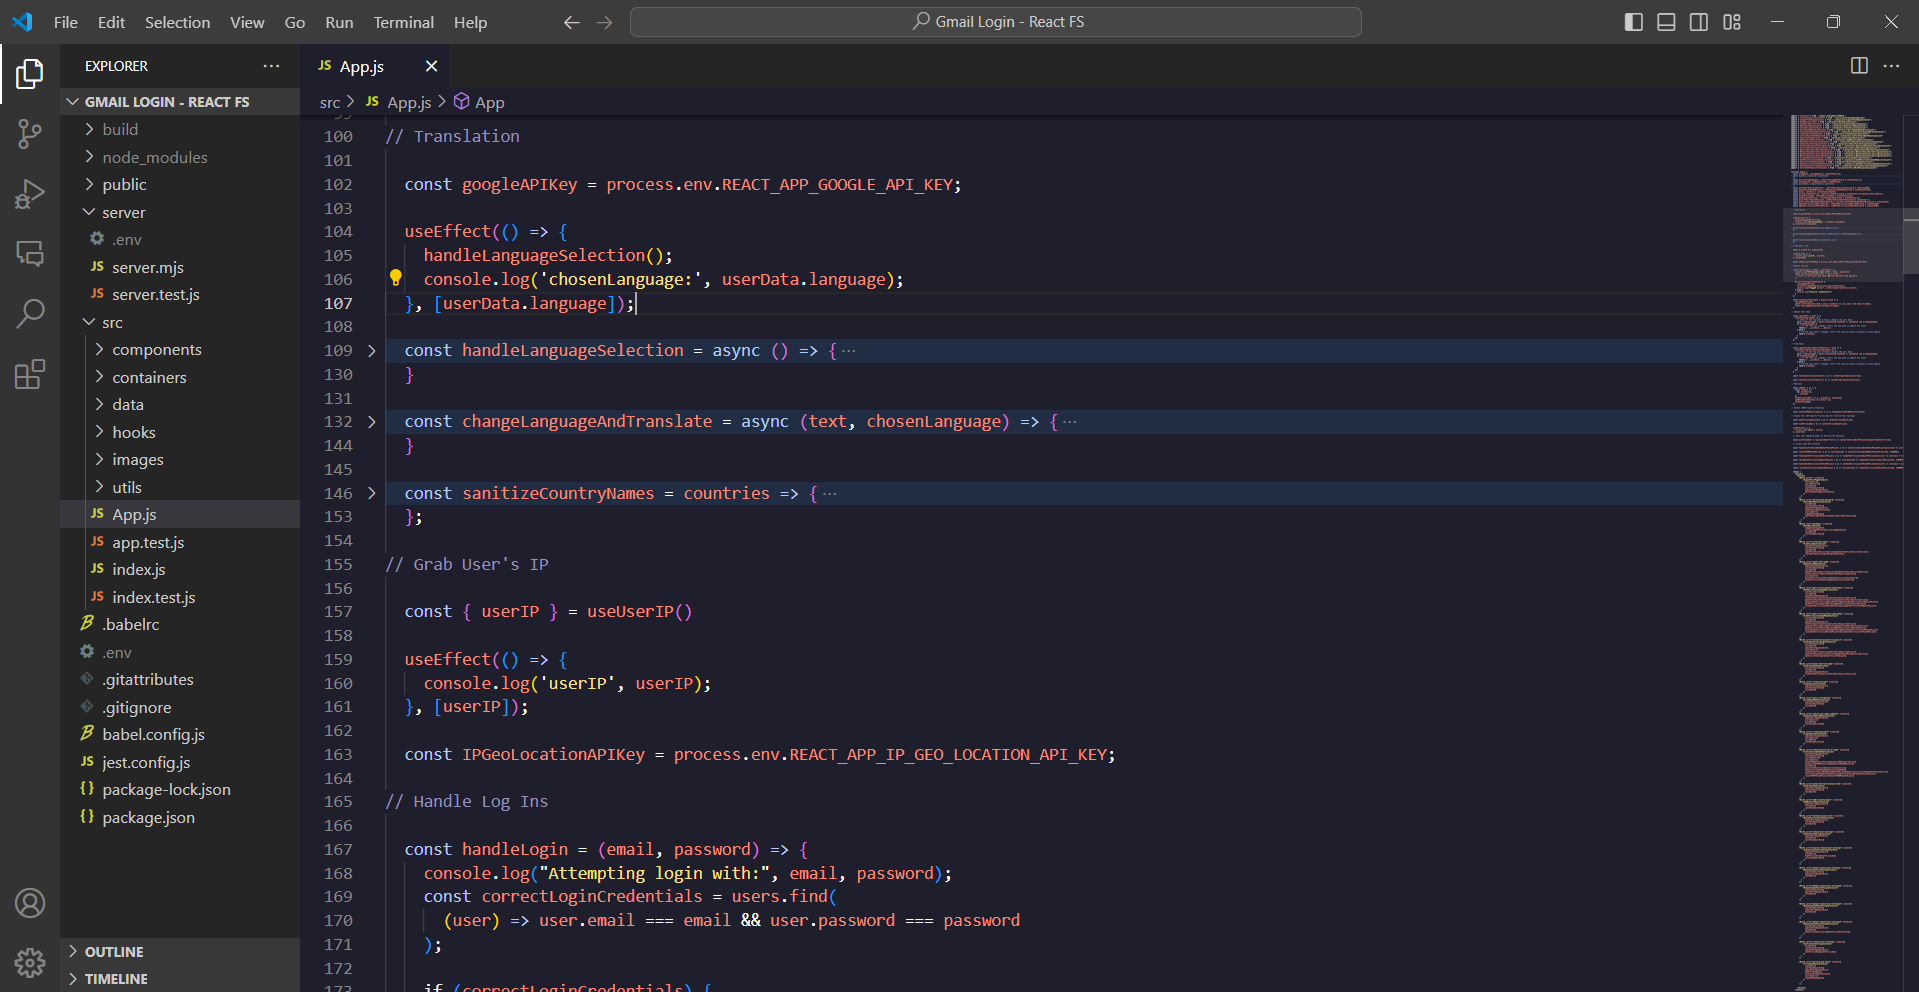 File Edit Selection View Go Run Terminal Help
Gmail Login - React FS
EXPLORER
GMAIL LOGIN - REACT FS
build
node_modules
public
server
.env
server.mjs
server.test.js
src
components
containers
data
hooks
images
utils
App.js
app.test.js
index.js
index.test.js
.babelrc
.env
.gitattributes
.gitignore
babel.config.js
jest.config.js
package-lock.json
package.json
OUTLINE
TIMELINE
JS App.js
src > JS App.js > App
100 // Translation
101
102 const googleAPIKey = process.env.REACT_APP_GOOGLE_API_KEY;
103
104 useEffect(() => {
105 handleLanguageSelection();
106 console.log('chosenLanguage:', userData.language);
107 }, [userData.language]);
108
109 const handleLanguageSelection = async () => { ...
130 }
131
132 const changeLanguageAndTranslate = async (text, chosenLanguage) => { ...
144 }
145
146 const sanitizeCountryNames = countries => { ...
153 };
154
155 // Grab User's IP
156
157 const { userIP } = useUserIP()
158
159 useEffect(() => {
160 console.log('userIP', userIP);
161 }, [userIP]);
162
163 const IPGeoLocationAPIKey = process.env.REACT_APP_IP_GEO_LOCATION_API_KEY;
164
165 // Handle Log Ins
166
167 const handleLogin = (email, password) => {
168 console.log("Attempting login with:", email, password);
169 const correctLoginCredentials = users.find(
170 (user) => user.email === email && user.password === password
171 );
172
173 if (correctLoginCredentials) {